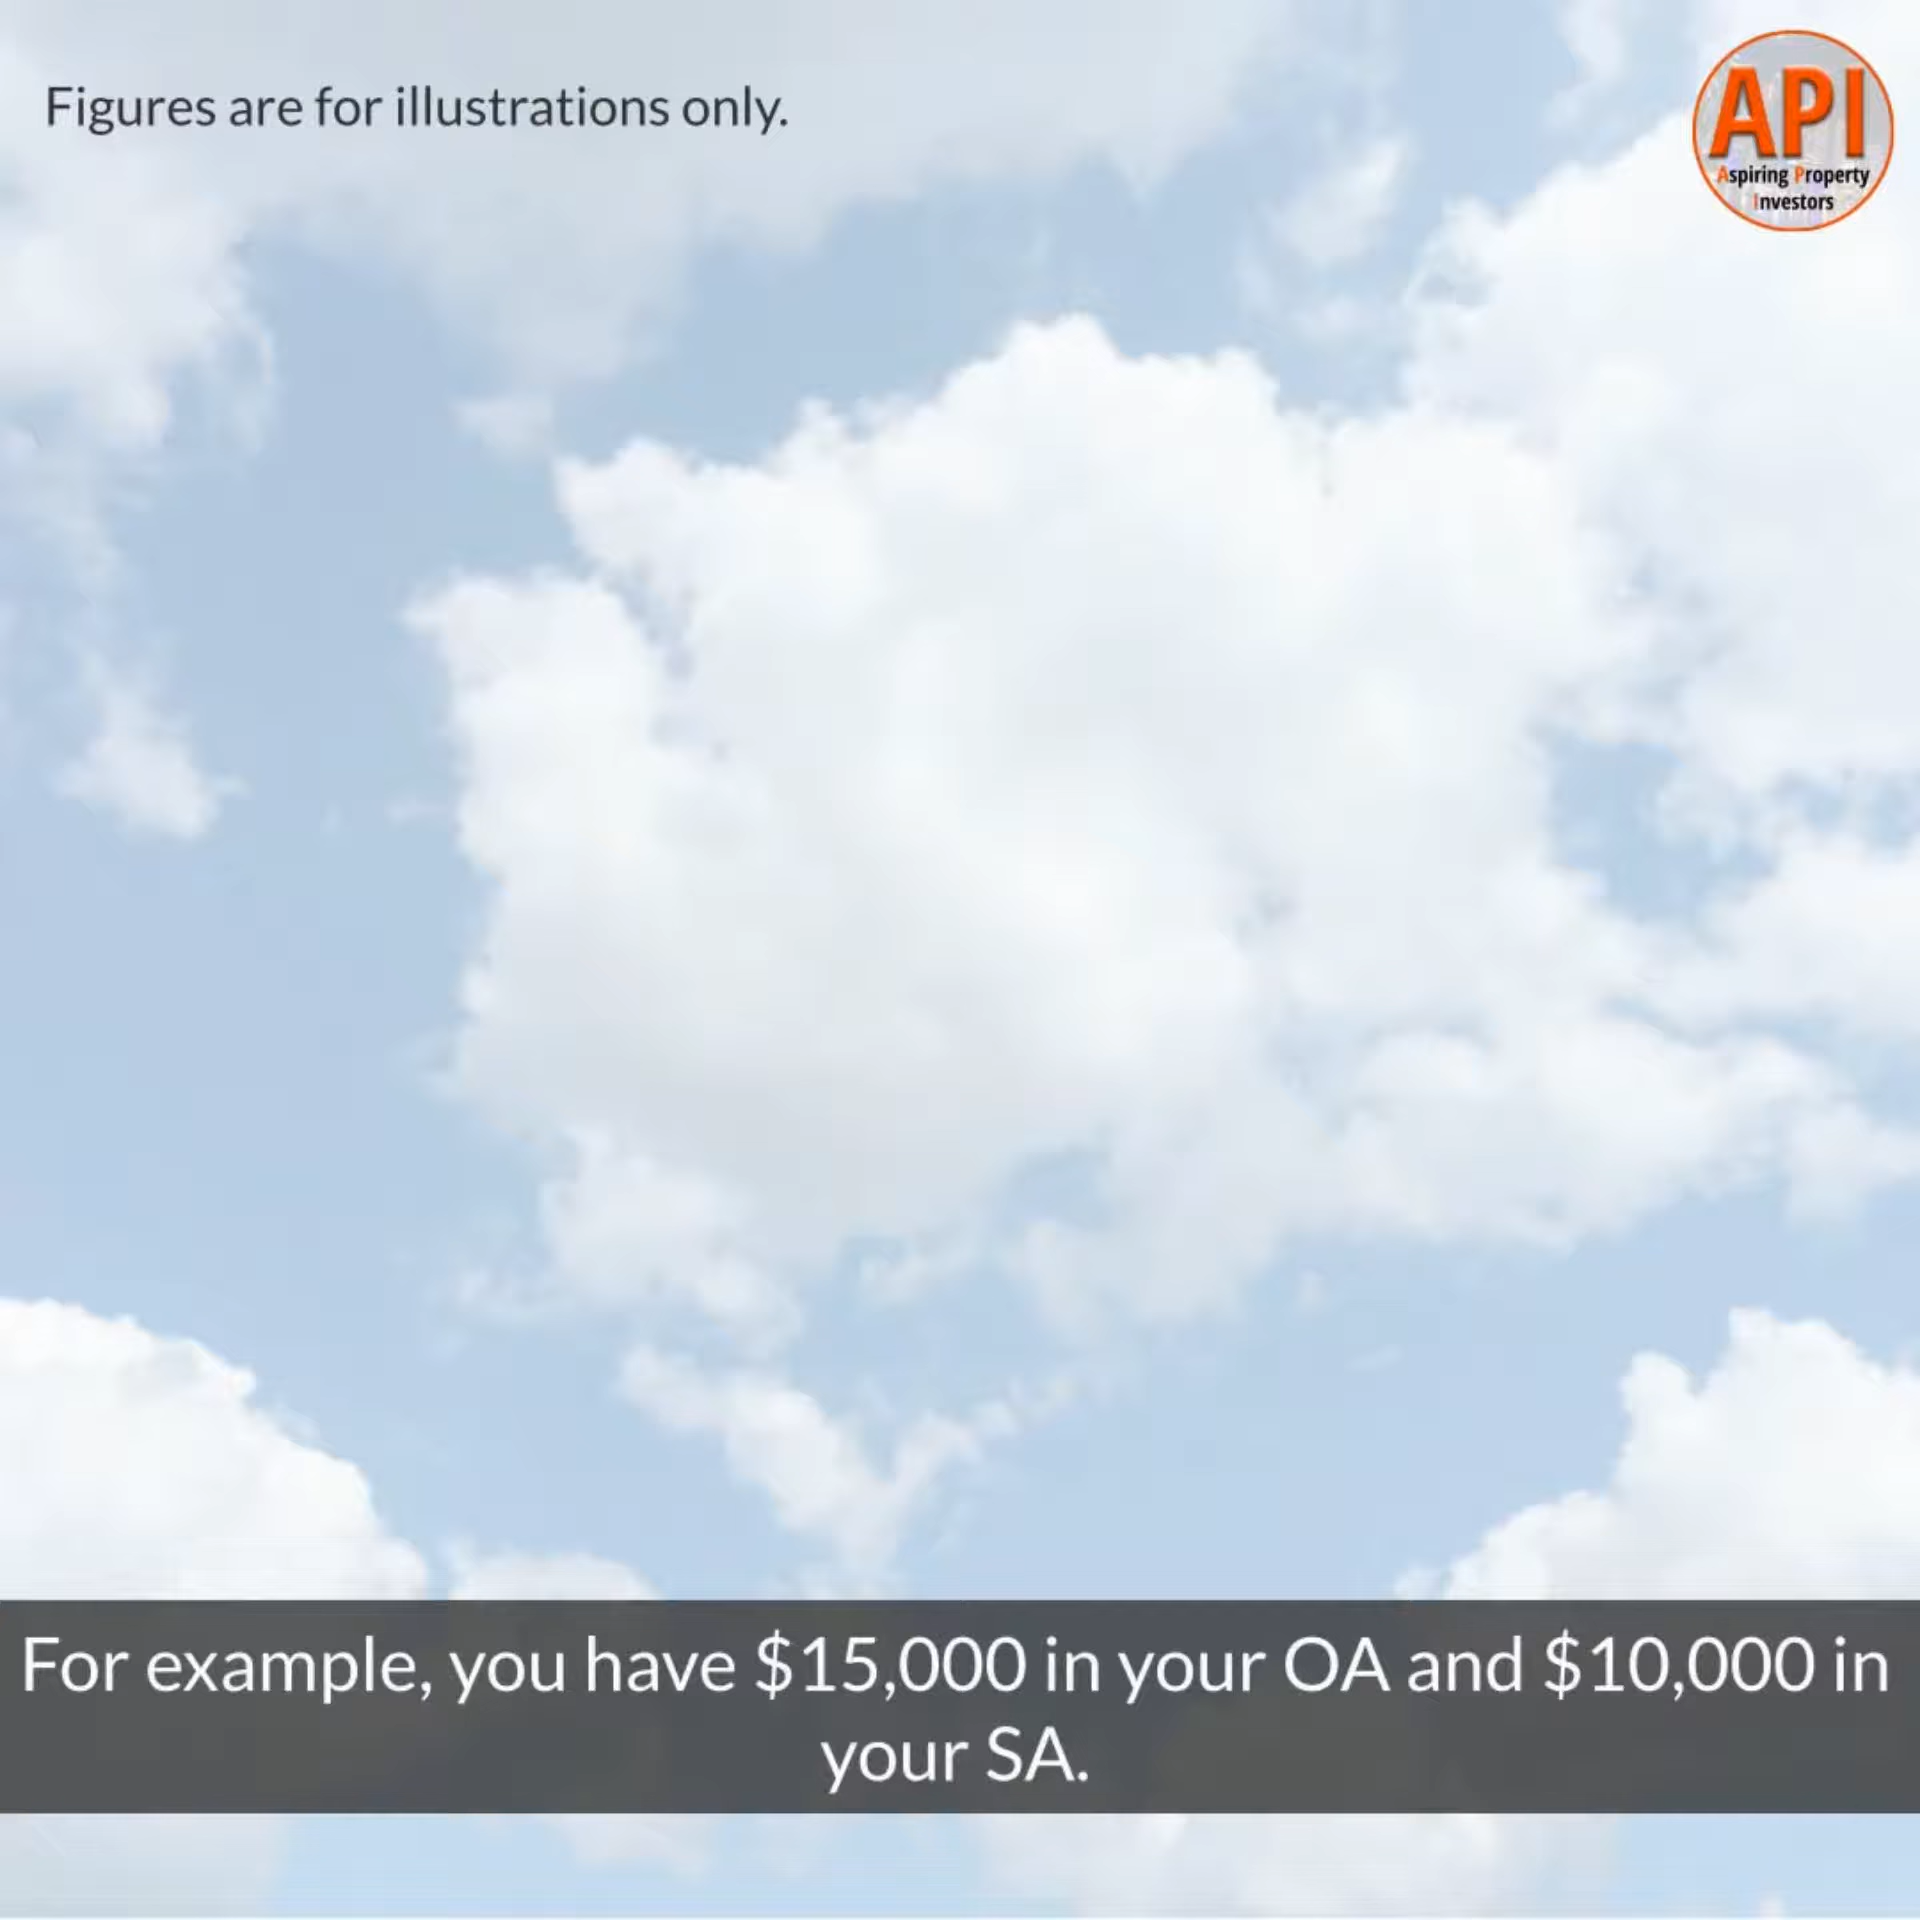 Figures are for illustrations only.
API
Aspiring Property
Investors
For example, you have $15,000 in your OA and $10,000 in
your SA.